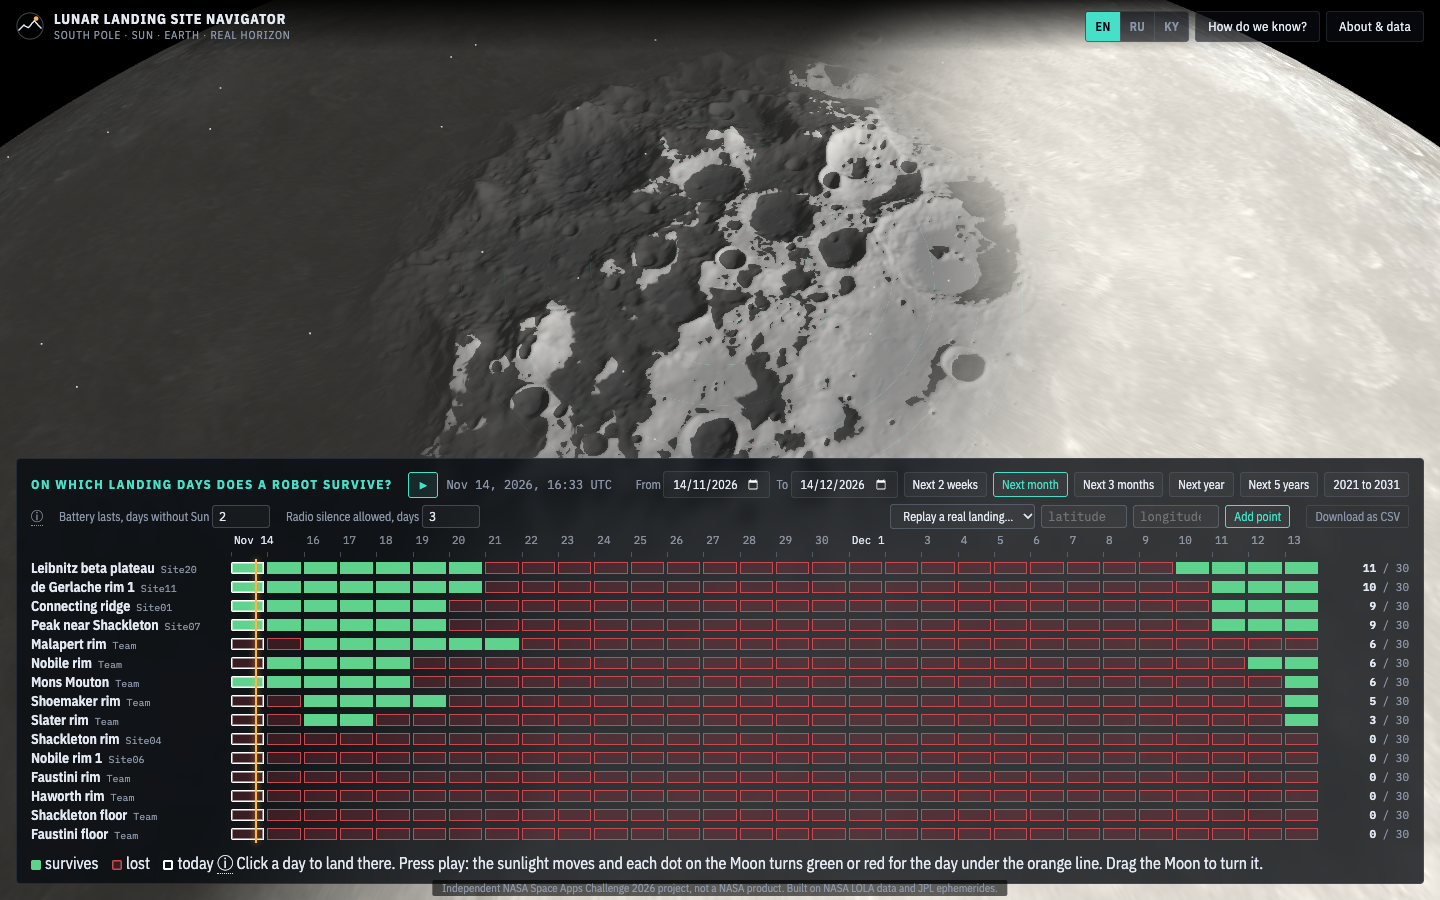 LUNAR LANDING SITE NAVIGATOR
SOUTH POLE · SUN · EARTH · REAL HORIZON
EN RU KY How do we know? About & data
ON WHICH LANDING DAYS DOES A ROBOT SURVIVE? Nov 14, 2026, 16:33 UTC From 14/11/2026 To 14/12/2026 Next 2 weeks Next month Next 3 months Next year Next 5 years 2021 to 2031
ⓘ Battery lasts, days without Sun 2 Radio silence allowed, days 3 Replay a real landing... latitude longitude Add point Download as CSV
Nov 14 16 17 18 19 20 21 22 23 24 25 26 27 28 29 30 Dec 1 3 4 5 6 7 8 9 10 11 12 13
Leibnitz beta plateau Site20 11 / 30
de Gerlache rim 1 Site11 10 / 30
Connecting ridge Site01 9 / 30
Peak near Shackleton Site07 9 / 30
Malapert rim Team 6 / 30
Nobile rim Team 6 / 30
Mons Mouton Team 6 / 30
Shoemaker rim Team 5 / 30
Slater rim Team 3 / 30
Shackleton rim Site04 0 / 30
Nobile rim 1 Site06 0 / 30
Faustini rim Team 0 / 30
Haworth rim Team 0 / 30
Shackleton floor Team 0 / 30
Faustini floor Team 0 / 30
survives lost today ⓘ Click a day to land there. Press play: the sunlight moves and each dot on the Moon turns green or red for the day under the orange line. Drag the Moon to turn it.
Independent NASA Space Apps Challenge 2026 project, not a NASA product. Built on NASA LOLA data and JPL ephemerides.